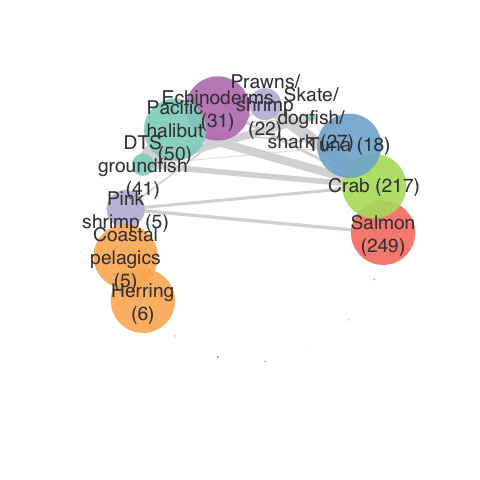 Prawns/
shrimp
(22)
Echinoderms
(31)
Skate/
dogfish/
shark (27)
Pacific
halibut
(50)
Tuna (18)
DTS
groundfish
(41)
Crab (217)
Pink
shrimp (5)
Salmon
(249)
Coastal
pelagics
(5)
Herring
(6)